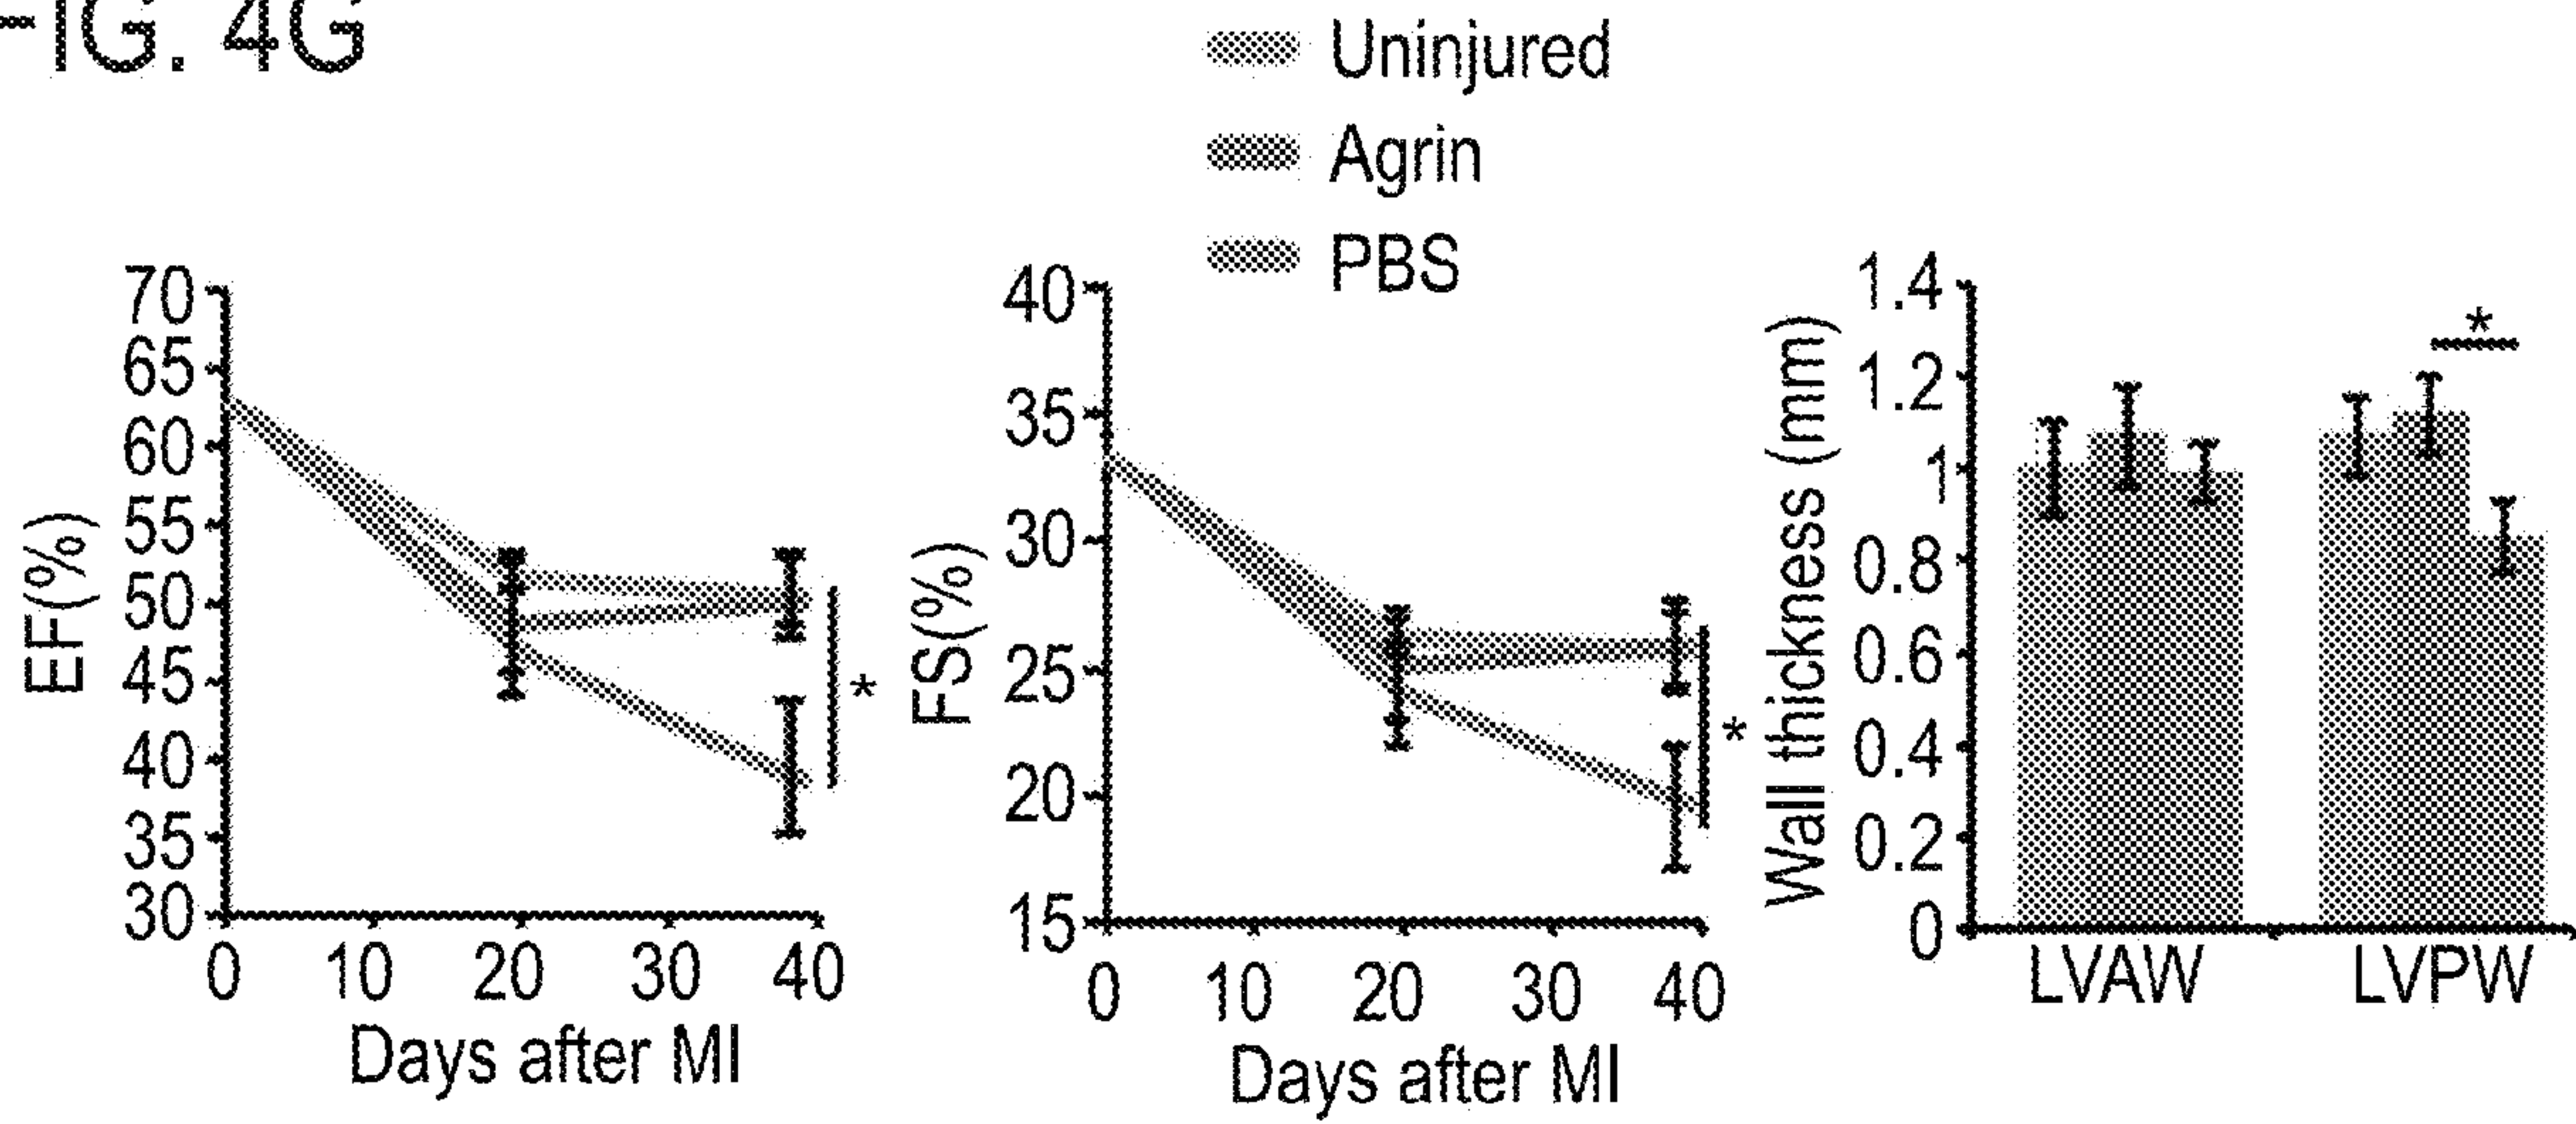 FIG. 4G
Uninjured
Agrin
PBS
EF(%)
70
65
60
55
50
45
40
35
30
0 10 20 30 40
Days after MI
*
FS(%)
40
35
30
25
20
15
0 10 20 30 40
Days after MI
*
Wall thickness (mm)
1.4
1.2
1
0.8
0.6
0.4
0.2
0
*
LVAW LVPW